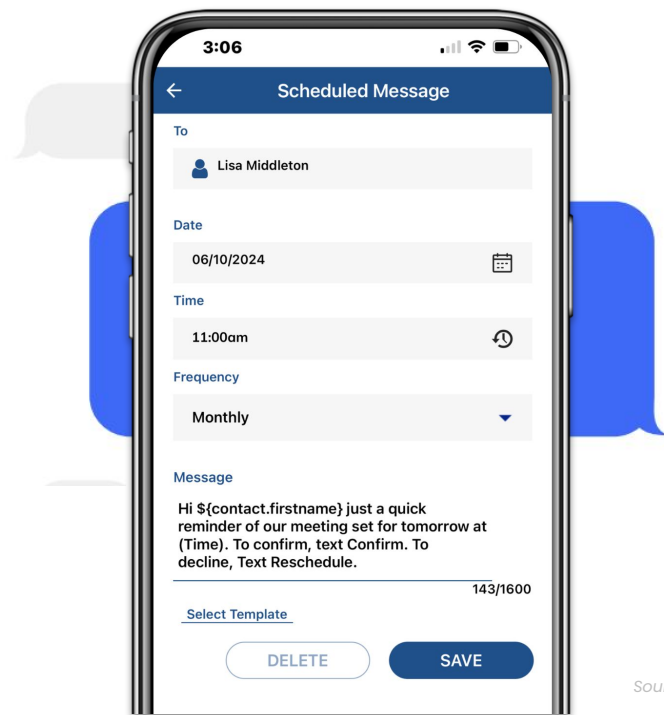 3:06
Scheduled Message
To
Lisa Middleton
Date
06/10/2024
Time
11:00am
Frequency
Monthly
Message
Hi ${contact.firstname} just a quick
reminder of our meeting set for tomorrow at
(Time). To confirm, text Confirm. To
decline, Text Reschedule.
143/1600
Select Template
DELETE SAVE